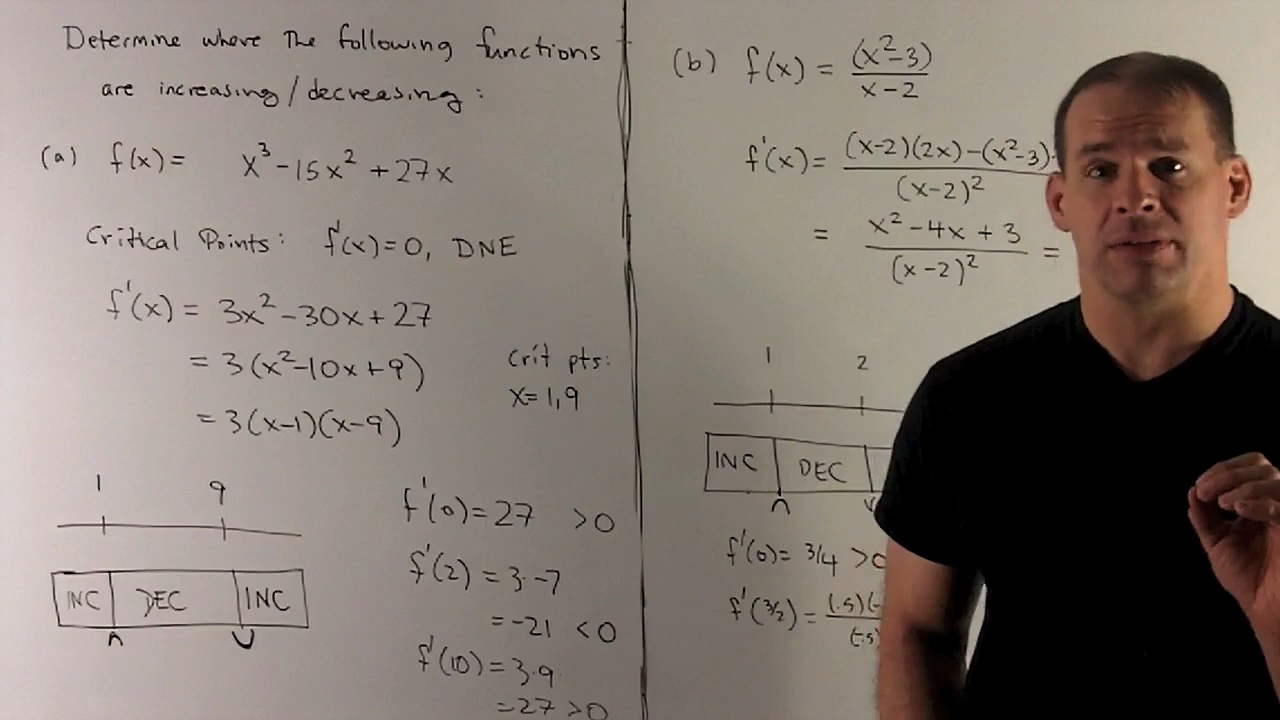 Determine where the following functions
are increasing/decreasing:
(a) f(x) = x³ - 15x² + 27x
Critical Points: f'(x) = 0, DNE
f'(x) = 3x² - 30x + 27
= 3(x² - 10x + 9)
= 3(x-1)(x-9)
Crit pts:
x = 1, 9
1 9
INC DEC INC
f'(0) = 27 > 0
f'(2) = 3·-7
= -21 < 0
f'(10) = 3·9
= 27 > 0
(b) f(x) = (x²-3)/(x-2)
f'(x) = (x-2)(2x)-(x²-3)·/(x-2)²
= x² - 4x + 3/(x-2)² =
1 2
INC DEC
f'(0) = 3/4 > 0
f'(3/2) = (.5)(-/(.5)